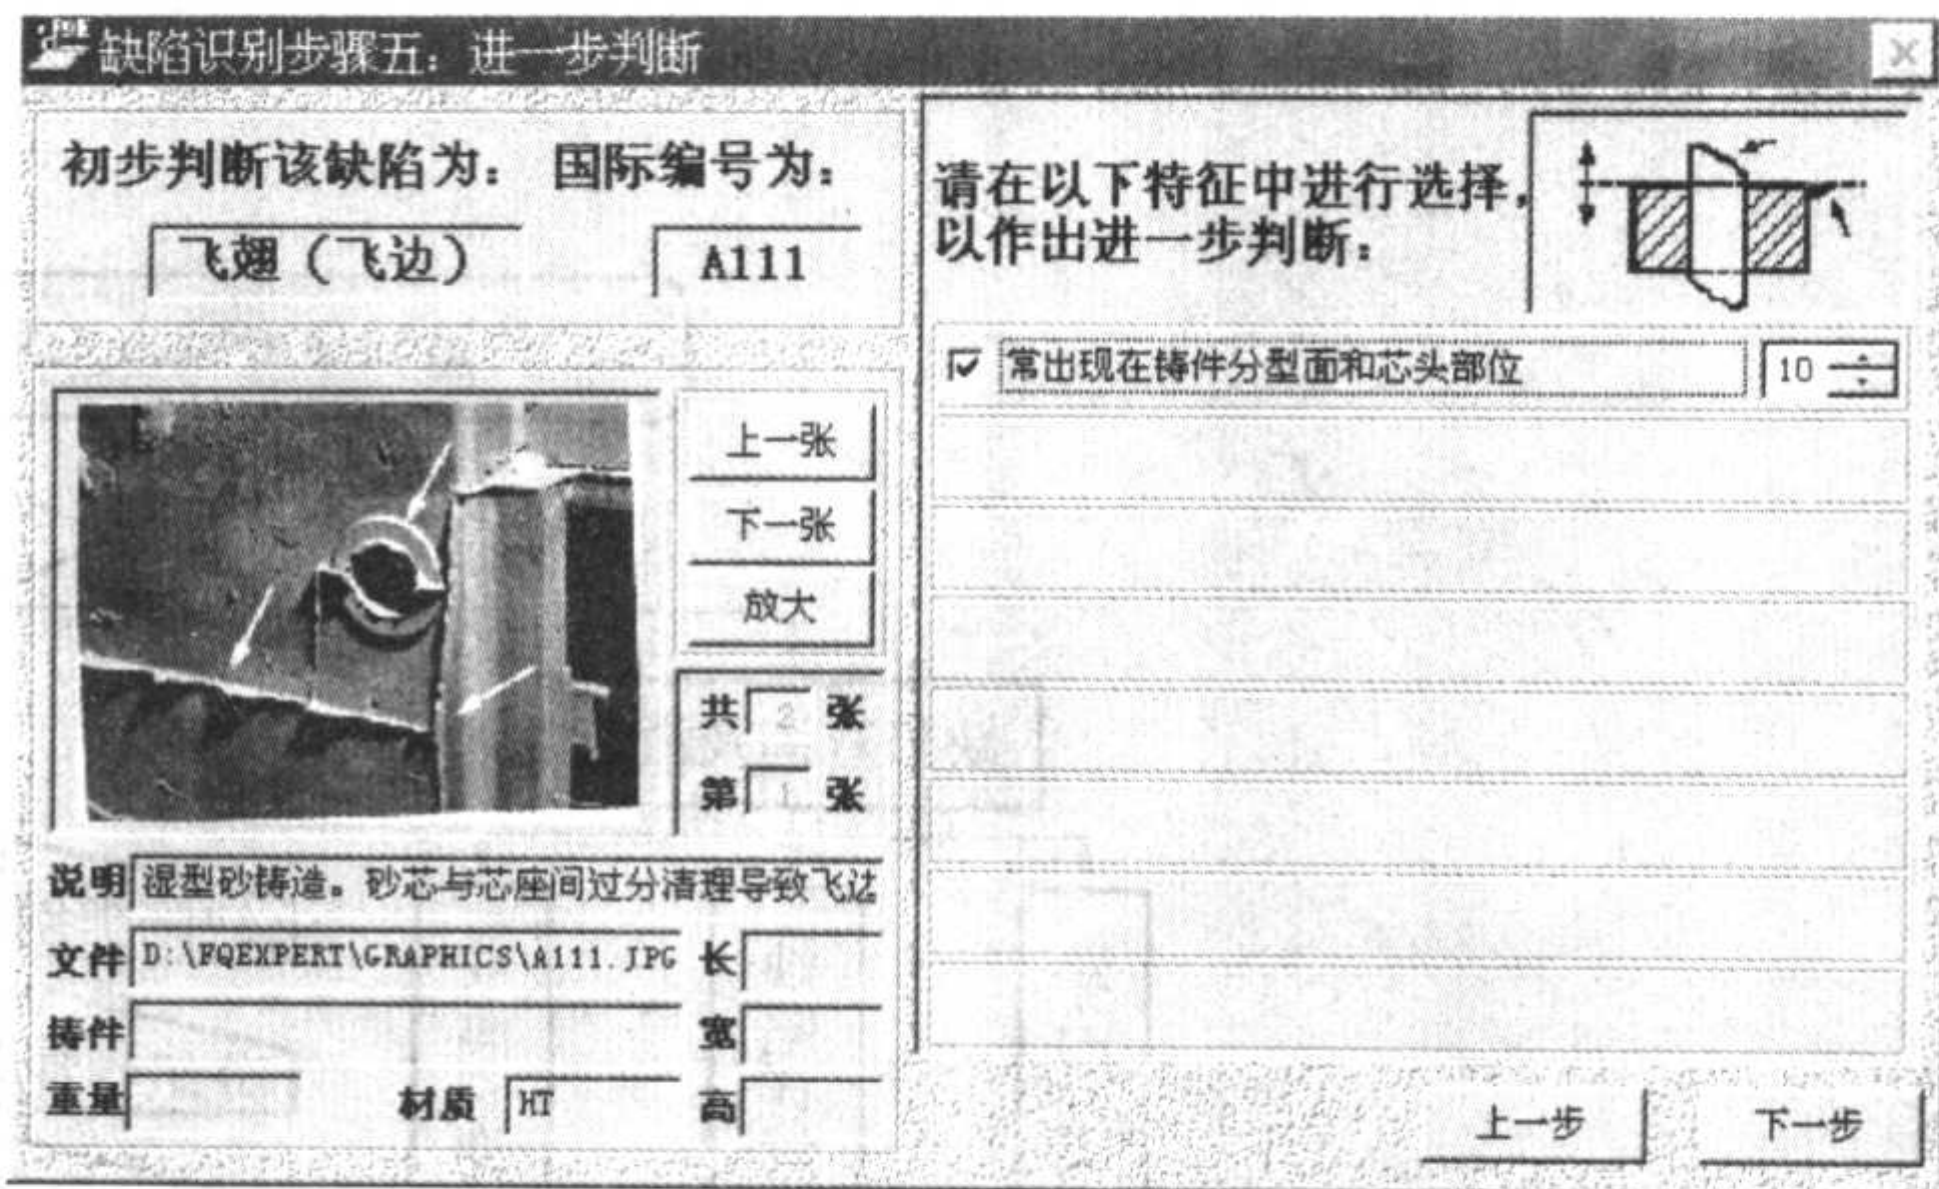 缺陷识别步骤五：进一步判断
初步判断该缺陷为： 国际编号为：
飞翅（飞边） A111
上一张
下一张
放大
共 2 张
第 1 张
说明 湿型砂铸造。砂芯与芯座间过分清理导致飞边
文件 D:\FQEXPERT\GRAPHICS\A111.JPG 长
铸件 宽
重量 材质 HT 高
请在以下特征中进行选择，
以作出进一步判断：
常出现在铸件分型面和芯头部位 10
上一步 下一步